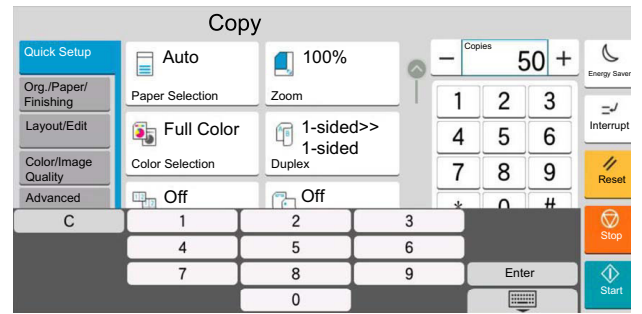 Copy
Quick Setup
Org./Paper/
Finishing
Layout/Edit
Color/Image
Quality
Advanced
Auto
Paper Selection
100%
Zoom
Full Color
Color Selection
1-sided>>
1-sided
Duplex
Off
Off
Copies
− 50 +
1 2 3
4 5 6
7 8 9
* 0 #
Energy Saver
Interrupt
Reset
Stop
Start
C 1 2 3
4 5 6
7 8 9 Enter
0